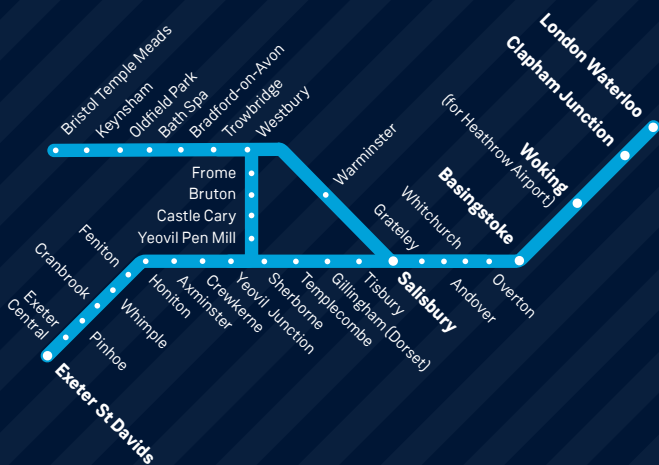 London Waterloo
Clapham Junction
Woking
(for Heathrow Airport)
Basingstoke
Bristol Temple Meads
Keynsham
Oldfield Park
Bath Spa
Bradford-on-Avon
Trowbridge
Westbury
Warminster
Frome
Bruton
Castle Cary
Yeovil Pen Mill
Grateley
Whitchurch
Andover
Overton
Salisbury
Tisbury
Gillingham (Dorset)
Templecombe
Sherborne
Yeovil Junction
Crewkerne
Axminster
Honiton
Feniton
Whimple
Cranbrook
Pinhoe
Exeter
Central
Exeter St Davids